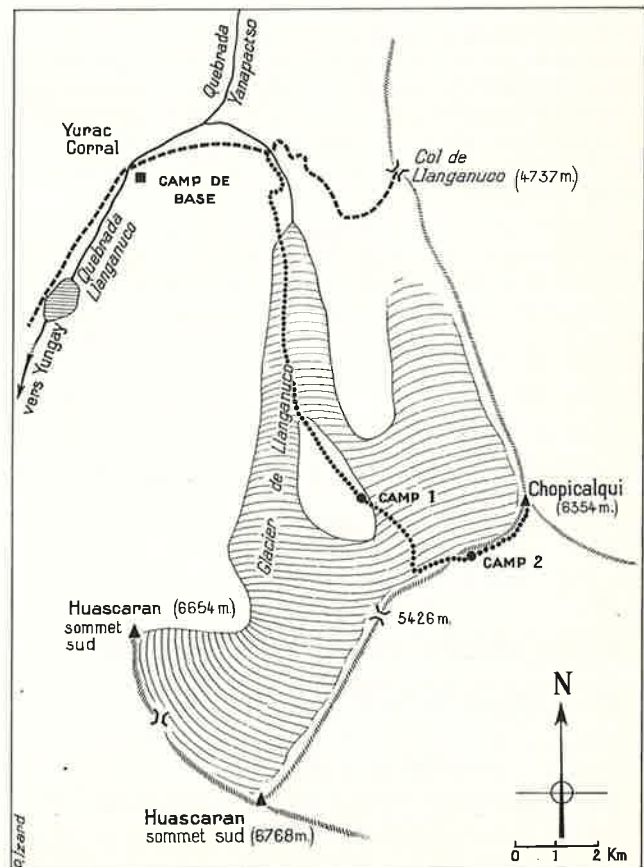 Quebrada
Yanapactso
Yurac
Corral
CAMP DE
BASE
Col de
Llanganuco (4737m.)
Quebrada
Llanganuco
vers Yungay
Glacier de Llanganuco
CAMP 1
Chopicalqui
(6354m.)
CAMP 2
Huascaran (6654m.)
sommet
sud
5426m.
N
Huascaran
sommet sud (6768m.)
0 1 2 Km